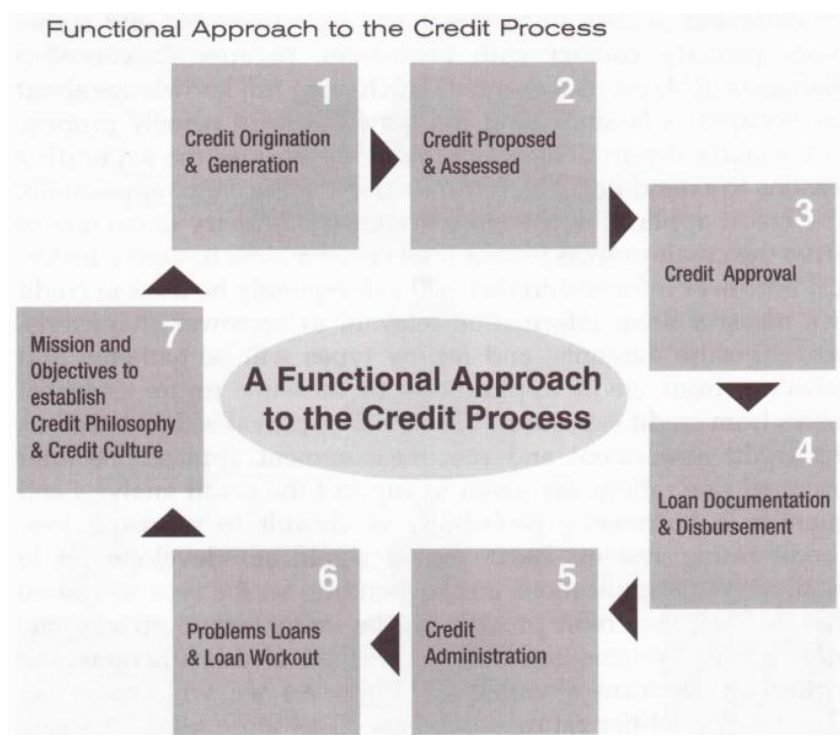 Functional Approach to the Credit Process
1
Credit Origination
& Generation
2
Credit Proposed
& Assessed
3
Credit Approval
4
Loan Documentation
& Disbursement
5
Credit
Administration
6
Problems Loans
& Loan Workout
7
Mission and
Objectives to
establish
Credit Philosophy
& Credit Culture
A Functional Approach
to the Credit Process